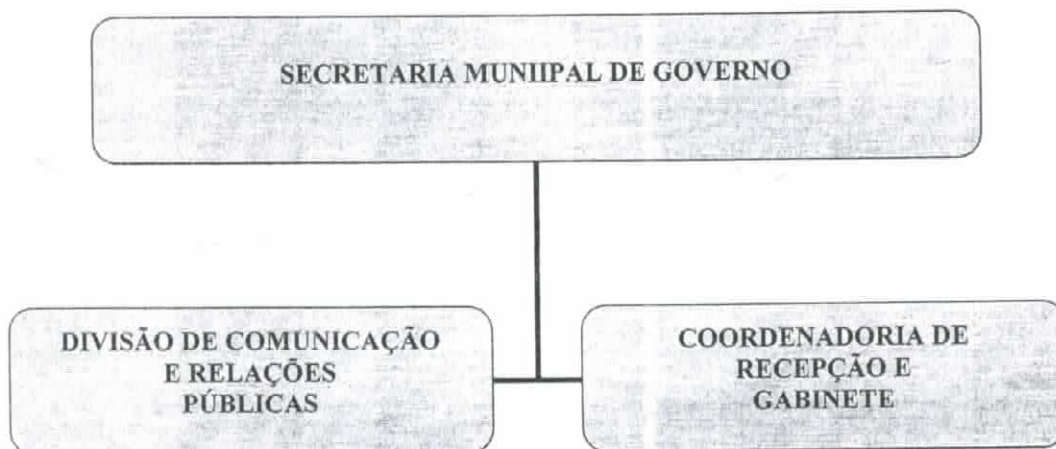 SECRETARIA MUNIIPAL DE GOVERNO
DIVISÃO DE COMUNICAÇÃO
E RELAÇÕES
PÚBLICAS
COORDENADORIA DE
RECEPÇÃO E
GABINETE